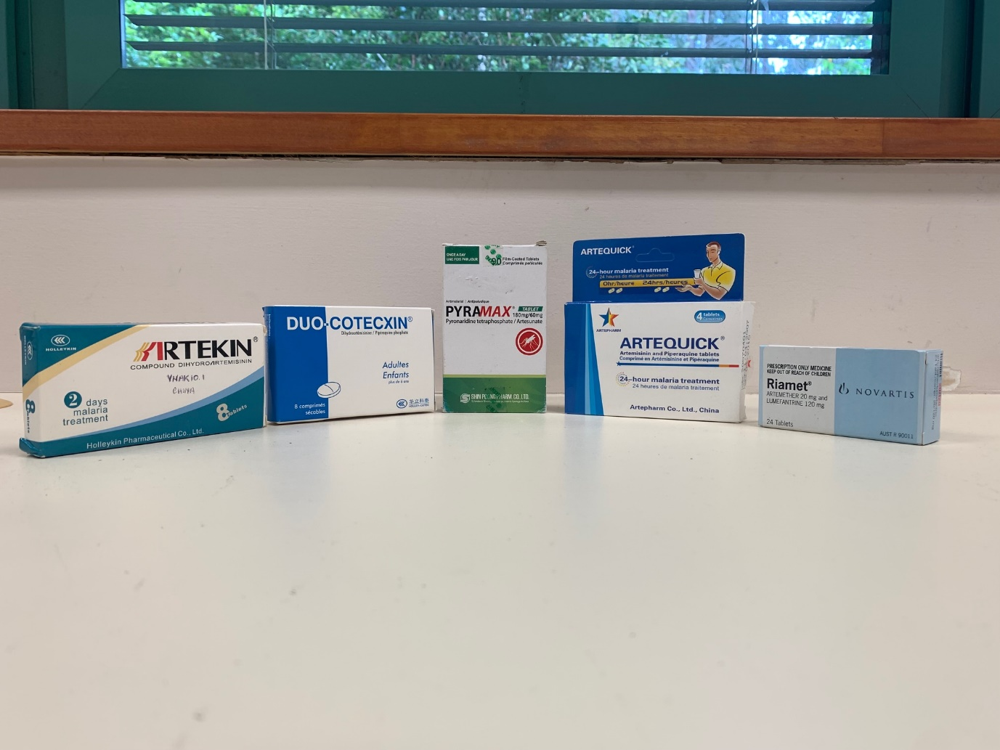 HOLLEYKIN
ARTEKIN®
COMPOUND DIHYDROARTEMISININ
YHAK10.1
CHINA
2 days
malaria
treatment
8 tablets
8 tablets
Holleykin Pharmaceutical Co., Ltd.
DUO-COTECXIN®
Dihydroartémisinine / Pipéraquine phosphate
Adultes
Enfants
plus de 6 ans
8 comprimés
sécables
华立科泰
HOLLEY-COTEC
ONCE A DAY
UNE FOIS PAR JOUR
Film-Coated Tablets
Comprimés pelliculés
Antimalarial / Antipaludique
PYRAMAX® TABLET
180mg/60mg
Pyronaridine tetraphosphate / Artesunate
SHIN POONG PHARM. CO., LTD.
ARTEQUICK®
24-hour malaria treatment
24 heures de malaria traitement
0hr/heure 24hrs/heures
ARTEPHARM
4 tablets
Comprimés
ARTEQUICK®
Artemisinin and Piperaquine tablets
Comprimé en Artémisinine et Pipéraquine
24-hour malaria treatment
24 heures de malaria traitement
Artepharm Co., Ltd., China
PRESCRIPTION ONLY MEDICINE
KEEP OUT OF REACH OF CHILDREN
Riamet®
ARTEMETHER 20 mg and
LUMEFANTRINE 120 mg
24 Tablets
NOVARTIS
AUST R 90011